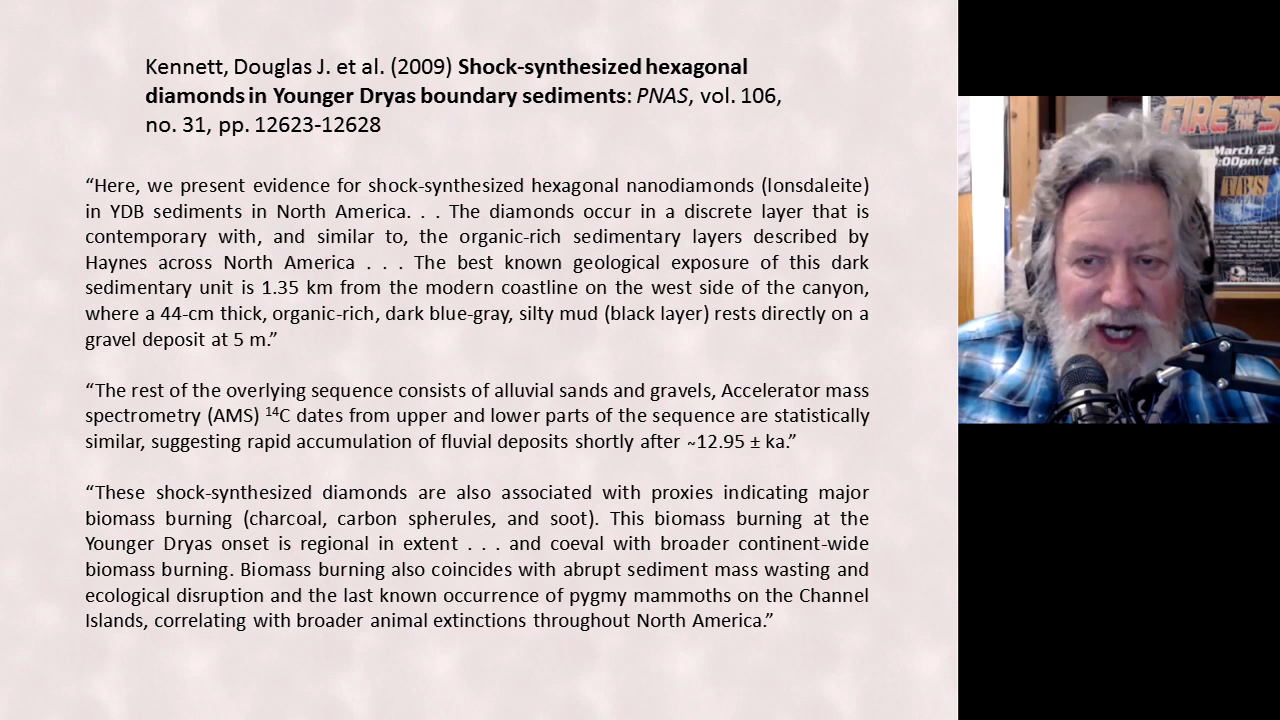 Kennett, Douglas J. et al. (2009) Shock-synthesized hexagonal
diamonds in Younger Dryas boundary sediments: PNAS, vol. 106,
no. 31, pp. 12623-12628
“Here, we present evidence for shock-synthesized hexagonal nanodiamonds (lonsdaleite)
in YDB sediments in North America. . . The diamonds occur in a discrete layer that is
contemporary with, and similar to, the organic-rich sedimentary layers described by
Haynes across North America . . . The best known geological exposure of this dark
sedimentary unit is 1.35 km from the modern coastline on the west side of the canyon,
where a 44-cm thick, organic-rich, dark blue-gray, silty mud (black layer) rests directly on a
gravel deposit at 5 m.”
“The rest of the overlying sequence consists of alluvial sands and gravels, Accelerator mass
spectrometry (AMS) ¹⁴C dates from upper and lower parts of the sequence are statistically
similar, suggesting rapid accumulation of fluvial deposits shortly after ~12.95 ± ka.”
“These shock-synthesized diamonds are also associated with proxies indicating major
biomass burning (charcoal, carbon spherules, and soot). This biomass burning at the
Younger Dryas onset is regional in extent . . . and coeval with broader continent-wide
biomass burning. Biomass burning also coincides with abrupt sediment mass wasting and
ecological disruption and the last known occurrence of pygmy mammoths on the Channel
Islands, correlating with broader animal extinctions throughout North America.”
FIRE FROM THE S
March 23
:00pm/et
TBS